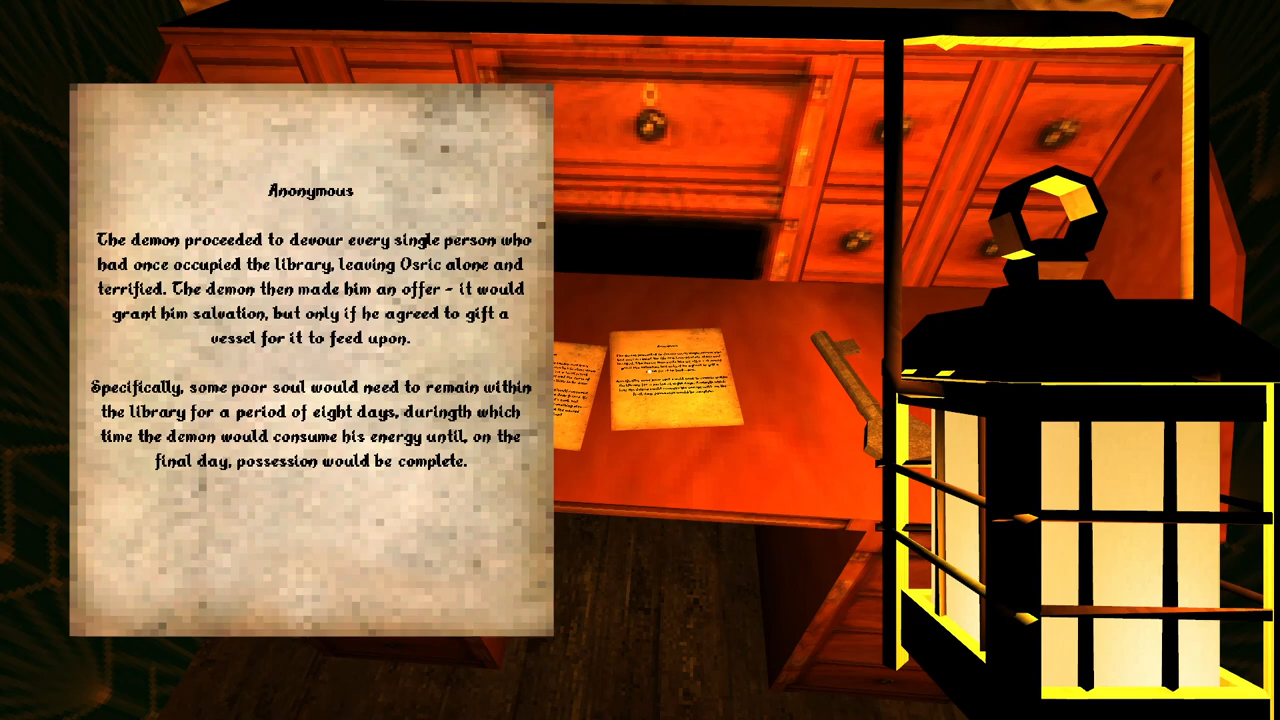 Anonymous
The demon proceeded to devour every single person who
had once occupied the library, leaving Osric alone and
terrified. The demon then made him an offer - it would
grant him salvation, but only if he agreed to gift a
vessel for it to feed upon.
Specifically, some poor soul would need to remain within
the library for a period of eight days, duringth which
time the demon would consume his energy until, on the
final day, possession would be complete.